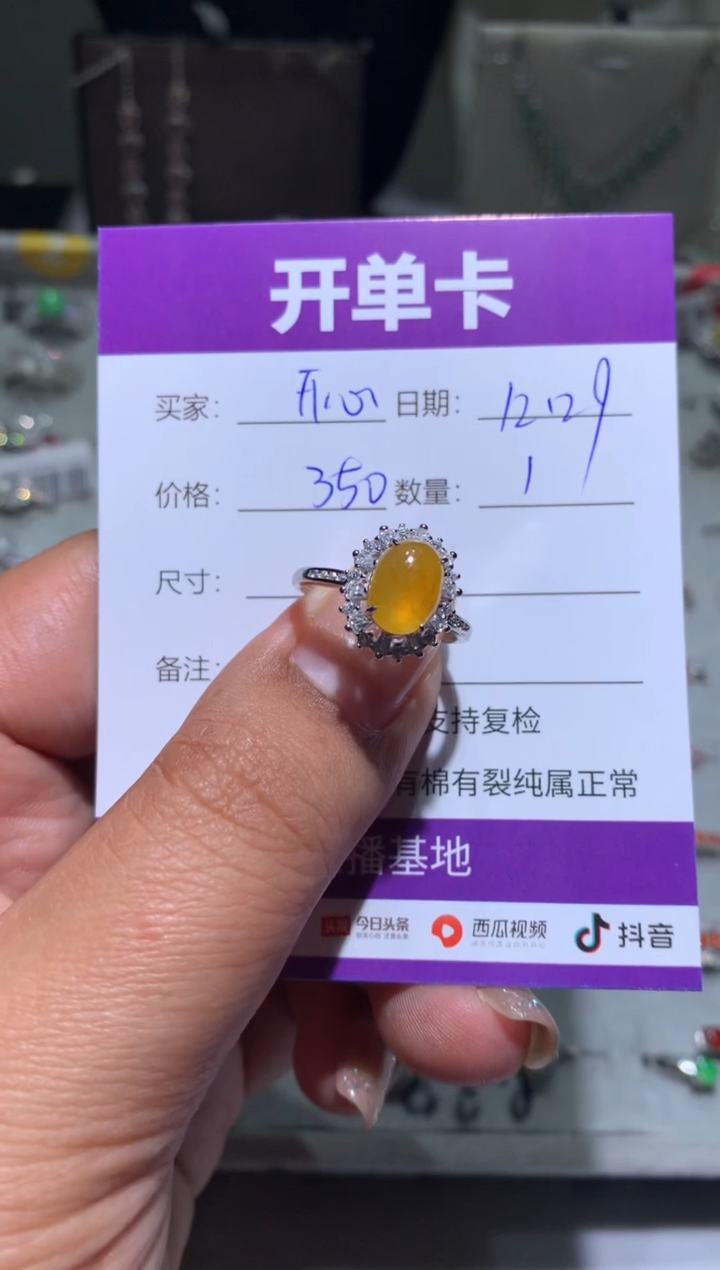 开单卡
买家: 开心 日期: 12.29
价格: 350 数量: 1
尺寸:
备注:
支持复检
有棉有裂纯属正常
播基地
头条 今日头条 西瓜视频 抖音